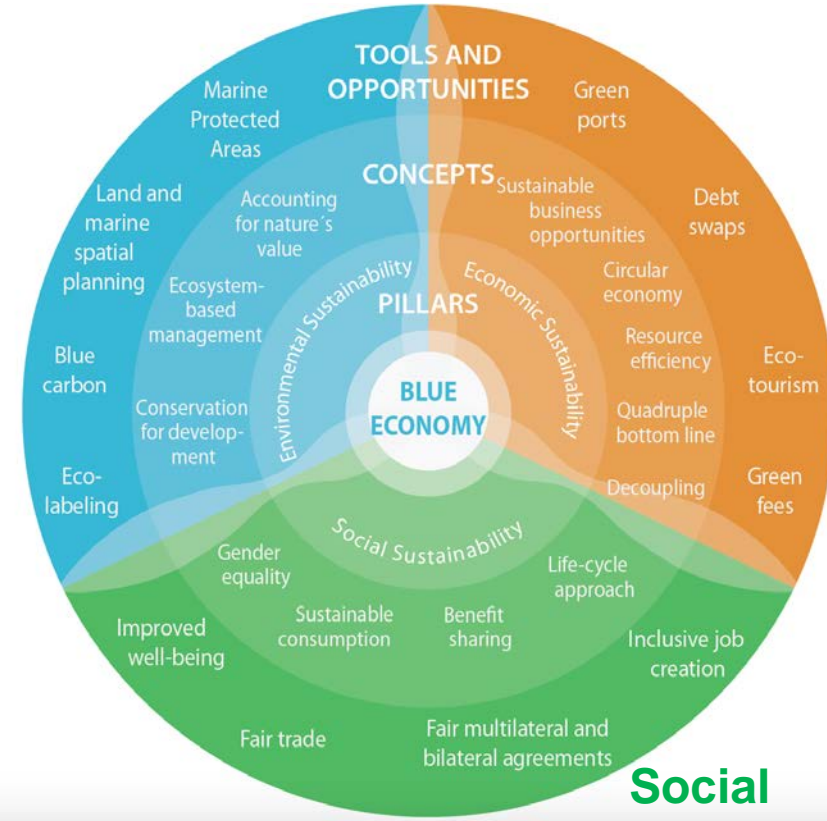 TOOLS AND
OPPORTUNITIES
Marine
Protected
Areas
Green
ports
CONCEPTS
Land and
marine
spatial
planning
Accounting
for nature´s
value
Sustainable
business
opportunities
Debt
swaps
Ecosystem-
based
management
Environmental Sustainability
PILLARS
Economic Sustainability
Circular
economy
Blue
carbon
Resource
efficiency
Eco-
tourism
BLUE
ECONOMY
Conservation
for develop-
ment
Quadruple
bottom line
Eco-
labeling
Decoupling
Green
fees
Social Sustainability
Gender
equality
Life-cycle
approach
Sustainable
consumption
Benefit
sharing
Improved
well-being
Inclusive job
creation
Fair trade
Fair multilateral and
bilateral agreements
Social